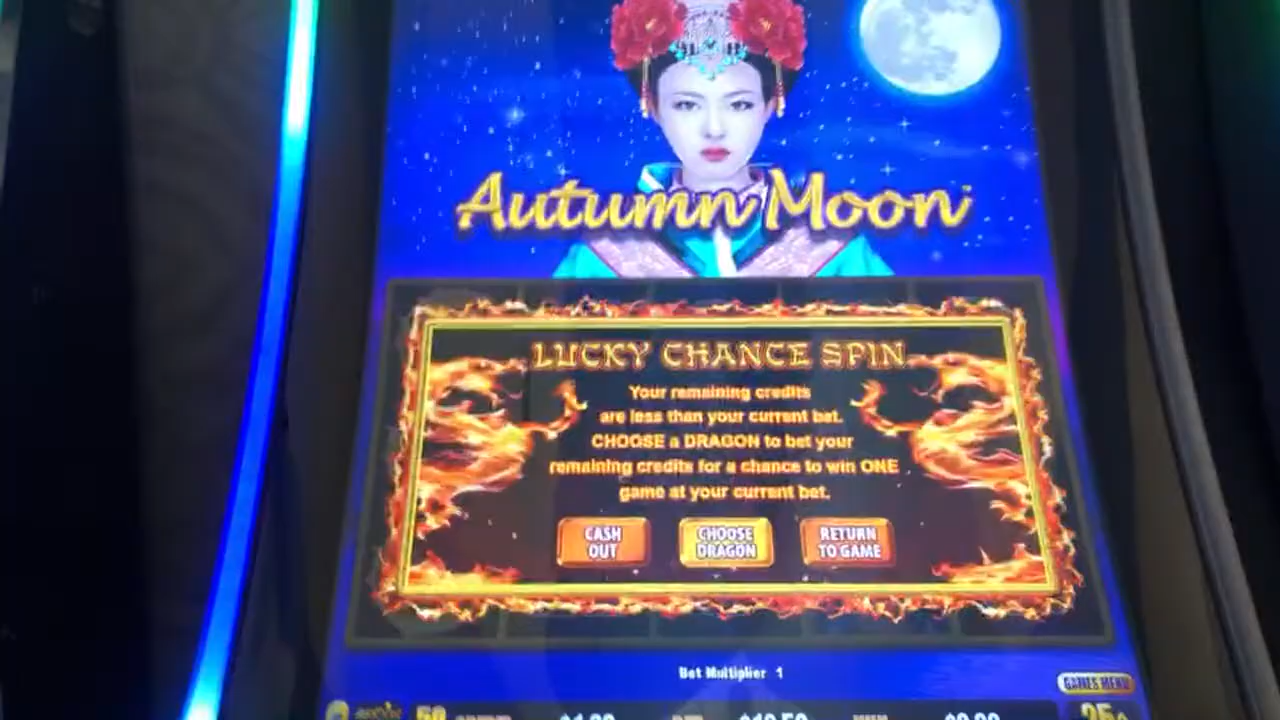 Autumn Moon
LUCKY CHANCE SPIN
Your remaining credits
are less than your current bet.
CHOOSE a DRAGON to bet your
remaining credits for a chance to win ONE
game at your current bet.
CASH OUT
CHOOSE DRAGON
RETURN TO GAME
Bet Multiplier 1
GAMES MENU
50